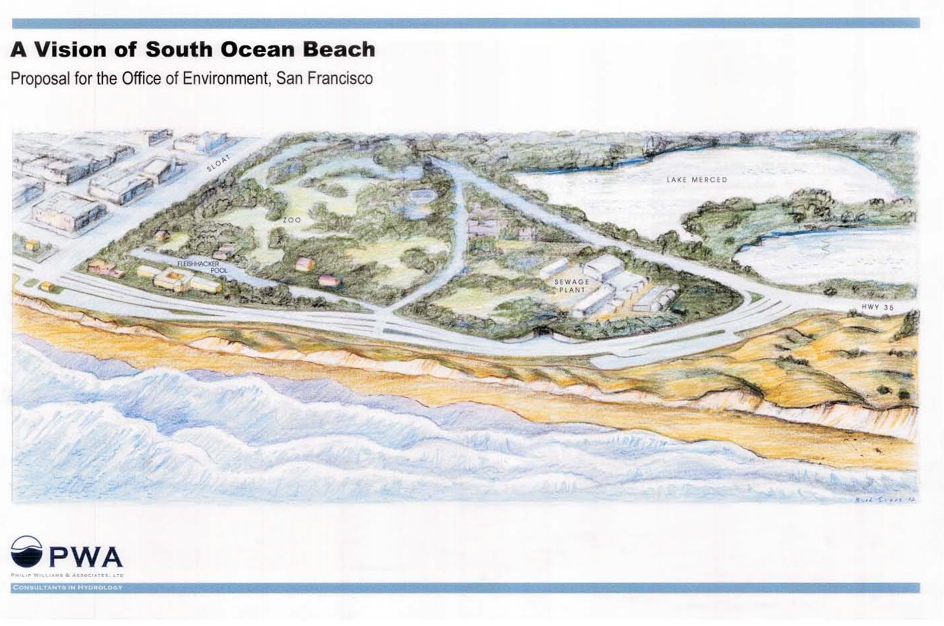 A Vision of South Ocean Beach
Proposal for the Office of Environment, San Francisco
SLOAT
LAKE MERCED
ZOO
FLEISHHACKER
POOL
SEWAGE
PLANT
HWY 35
PWA
PHILIP WILLIAMS & ASSOCIATES, LTD
CONSULTANTS IN HYDROLOGY